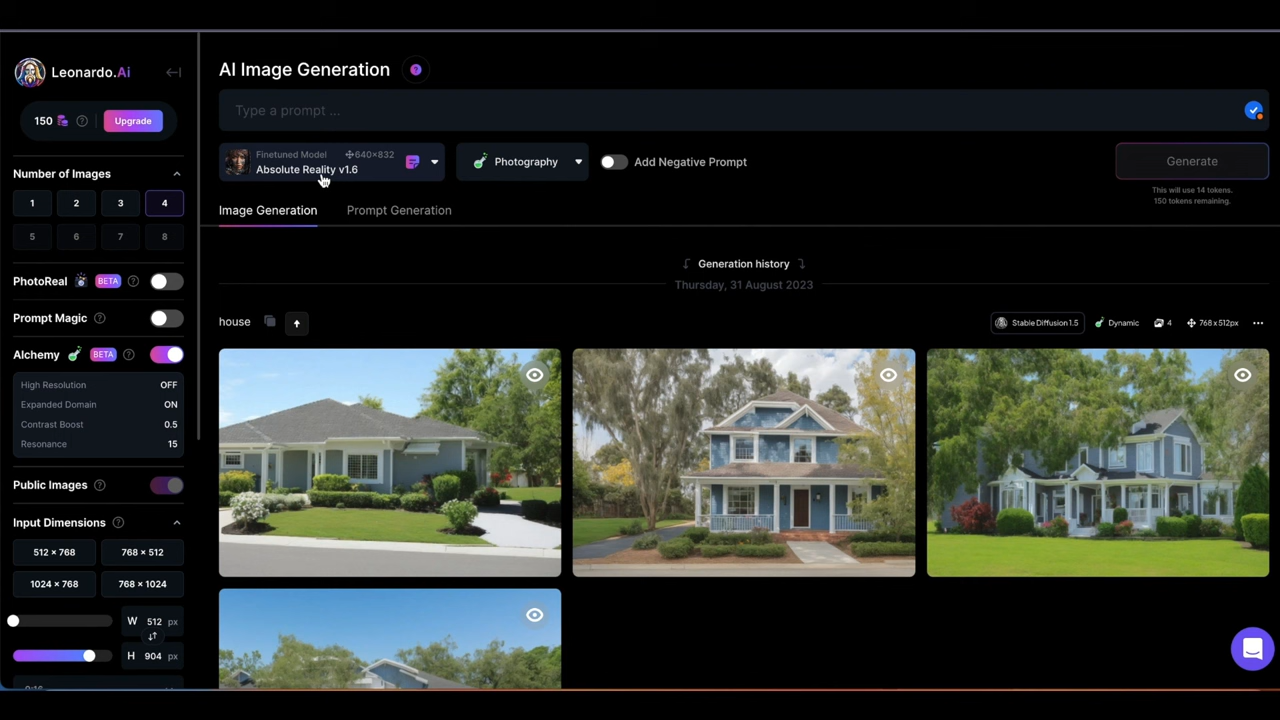 Leonardo.Ai
150
Upgrade
Number of Images
1 2 3 4
5 6 7 8
PhotoReal BETA
Prompt Magic
Alchemy BETA
High Resolution OFF
Expanded Domain ON
Contrast Boost 0.5
Resonance 15
Public Images
Input Dimensions
512 × 768 768 × 512
1024 × 768 768 × 1024
W 512 px
H 904 px
AI Image Generation
Type a prompt ...
Finetuned Model 640×832
Absolute Reality v1.6
Photography
Add Negative Prompt
Generate
This will use 14 tokens.
150 tokens remaining.
Image Generation Prompt Generation
Generation history
Thursday, 31 August 2023
house
Stable Diffusion 1.5 Dynamic 4 768x512px